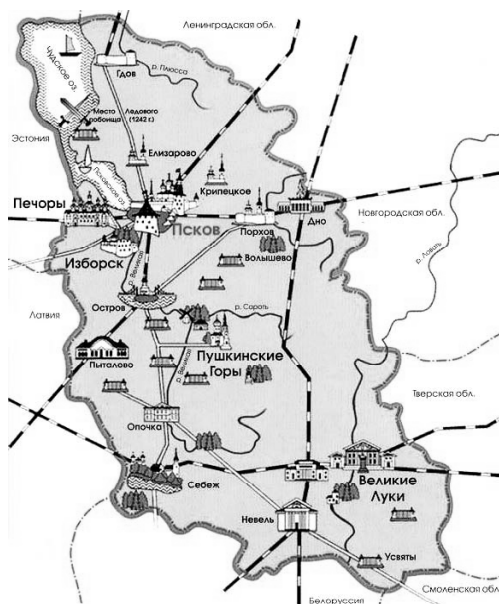 Ленинградская обл.
Чудское оз.
Гдов
р. Плюсса
Место Ледового
побоища (1242 г.)
Эстония
Елизарово
Псковское оз.
Крипецкое
Печоры
Псков
Дно
Новгородская обл.
Порхов
Изборск
Волышево
р. Великая
р. Ловать
Остров
р. Сороть
Латвия
Пушкинские
Горы
Пыталово
р. Великая
Тверская обл.
Опочка
Себеж
Великие
Луки
Невель
Усвяты
Смоленская обл.
Белоруссия